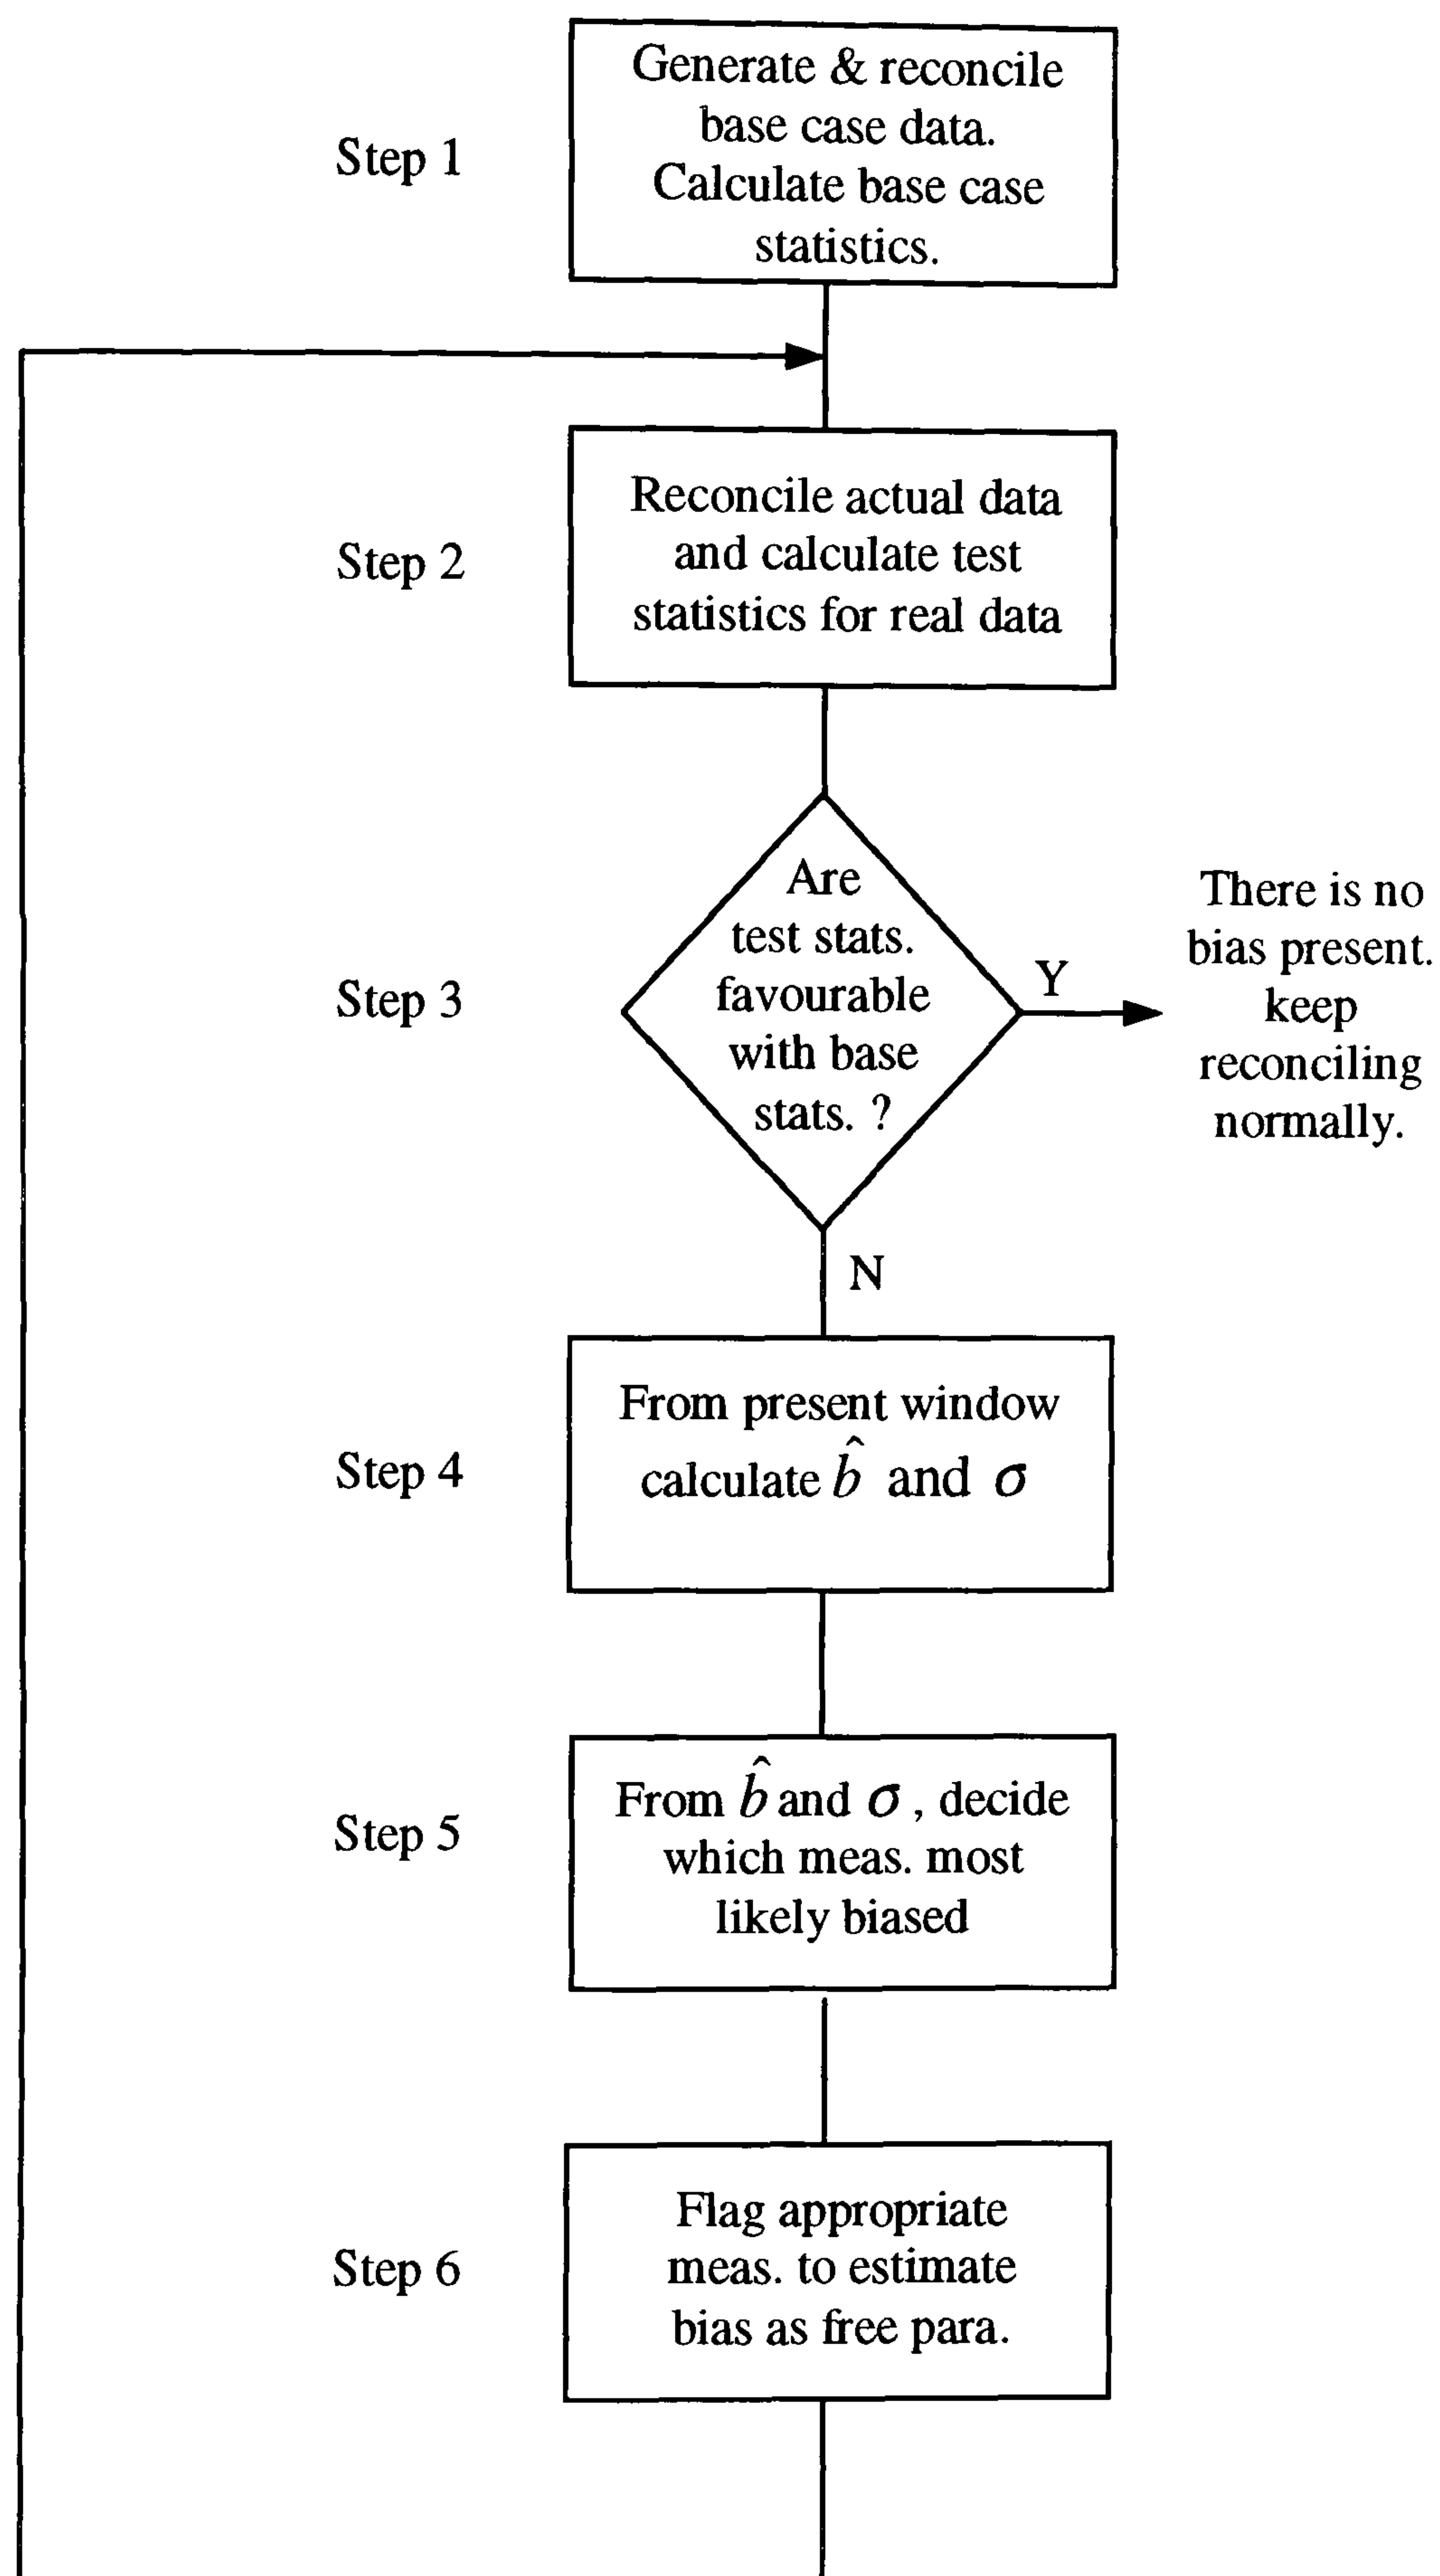 Step 1
Generate & reconcile
base case data.
Calculate base case
statistics.
Step 2
Reconcile actual data
and calculate test
statistics for real data
Step 3
Are
test stats.
favourable
with base
stats. ?
Y
There is no
bias present.
keep
reconciling
normally.
N
Step 4
From present window
calculate b̂ and σ
Step 5
From b̂ and σ , decide
which meas. most
likely biased
Step 6
Flag appropriate
meas. to estimate
bias as free para.